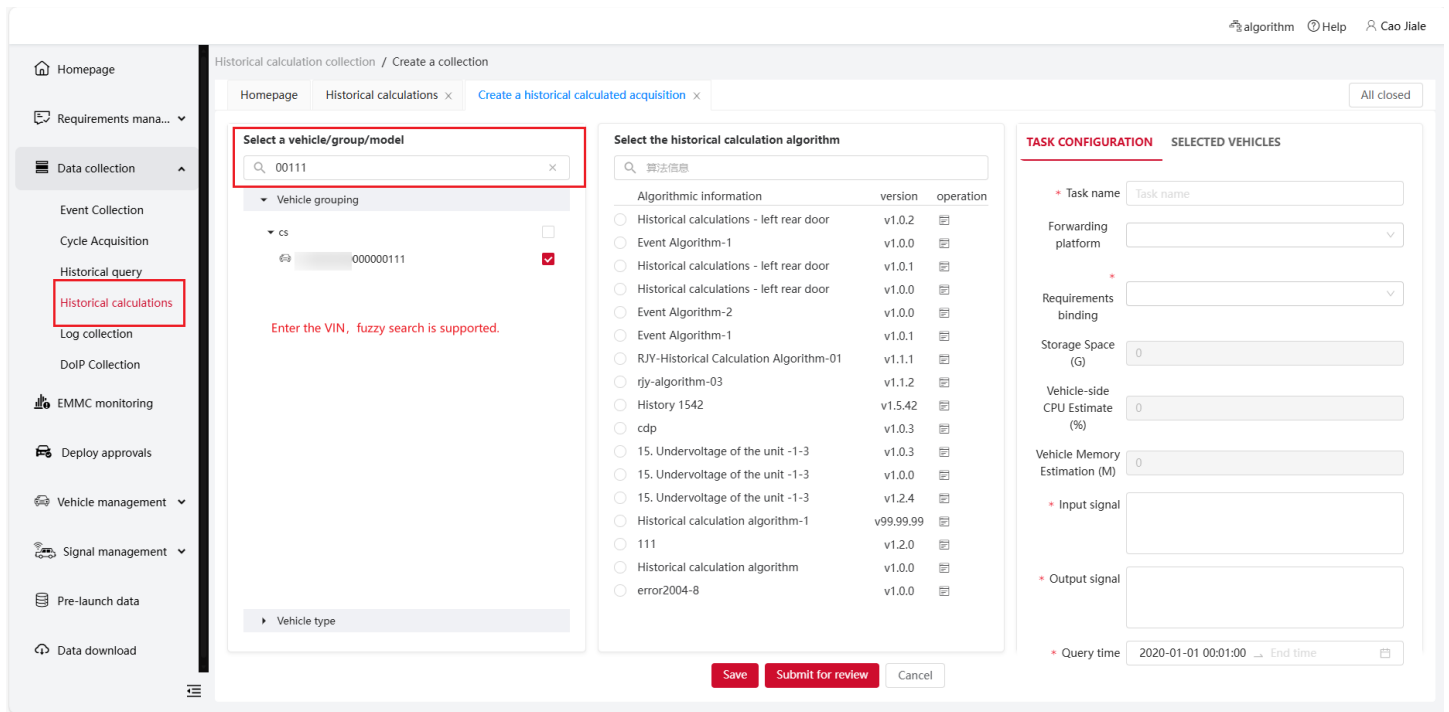 algorithm Help Cao Jiale
Homepage
Requirements mana...
Data collection
Event Collection
Cycle Acquisition
Historical query
Historical calculations
Log collection
DoIP Collection
EMMC monitoring
Deploy approvals
Vehicle management
Signal management
Pre-launch data
Data download
Historical calculation collection / Create a collection
Homepage Historical calculations × Create a historical calculated acquisition × All closed
Select a vehicle/group/model
00111 ×
Vehicle grouping
cs
000000111
Enter the VIN, fuzzy search is supported.
Vehicle type
Select the historical calculation algorithm
算法信息
Algorithmic information version operation
Historical calculations - left rear door v1.0.2
Event Algorithm-1 v1.0.0
Historical calculations - left rear door v1.0.1
Historical calculations - left rear door v1.0.0
Event Algorithm-2 v1.0.0
Event Algorithm-1 v1.0.1
RJY-Historical Calculation Algorithm-01 v1.1.1
rjy-algorithm-03 v1.1.2
History 1542 v1.5.42
cdp v1.0.3
15. Undervoltage of the unit -1-3 v1.0.3
15. Undervoltage of the unit -1-3 v1.0.0
15. Undervoltage of the unit -1-3 v1.2.4
Historical calculation algorithm-1 v99.99.99
111 v1.2.0
Historical calculation algorithm v1.0.0
error2004-8 v1.0.0
TASK CONFIGURATION SELECTED VEHICLES
* Task name Task name
Forwarding
platform
*
Requirements
binding
Storage Space
(G)
0
Vehicle-side
CPU Estimate
(%)
0
Vehicle Memory
Estimation (M)
0
* Input signal
* Output signal
* Query time 2020-01-01 00:01:00 → End time
Save Submit for review Cancel